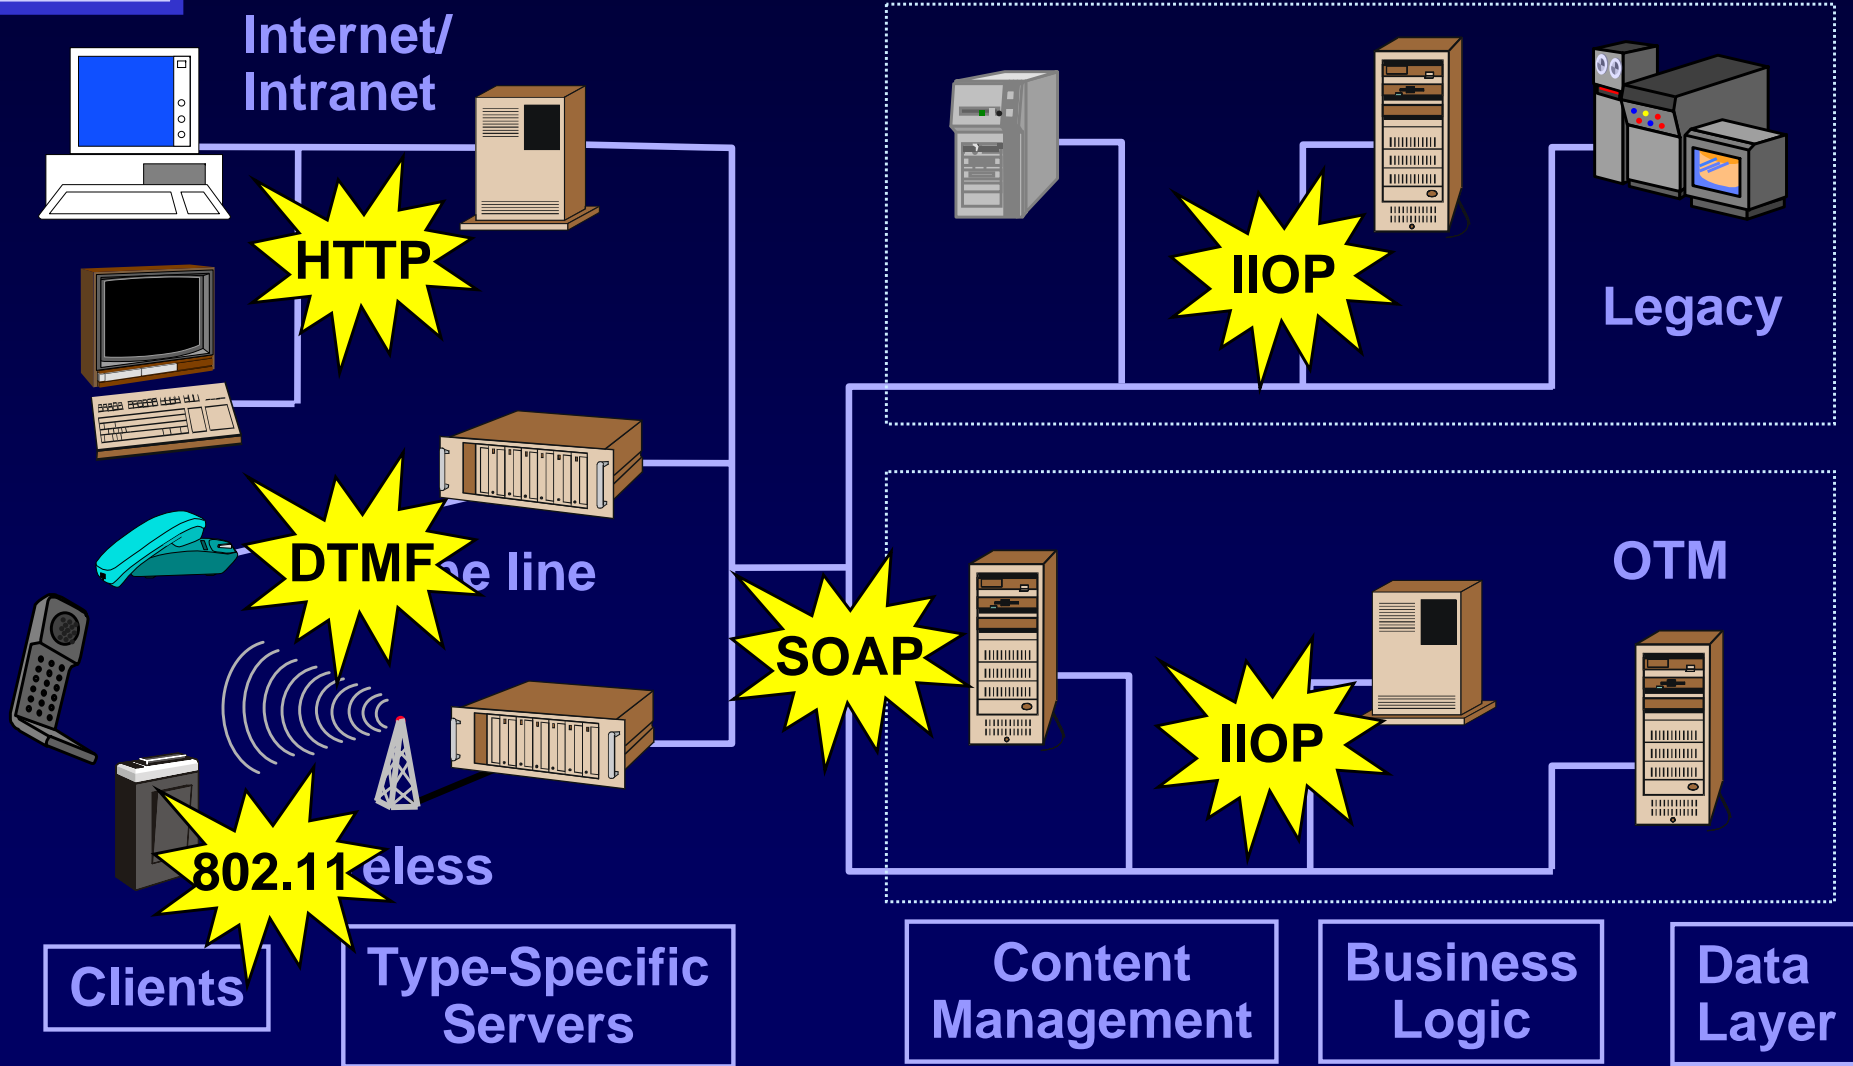 Internet/
Intranet
HTTP
IIOP
Legacy
DTMF
line
OTM
SOAP
IIOP
802.11
Clients
Type-Specific
Servers
Content
Management
Business
Logic
Data
Layer